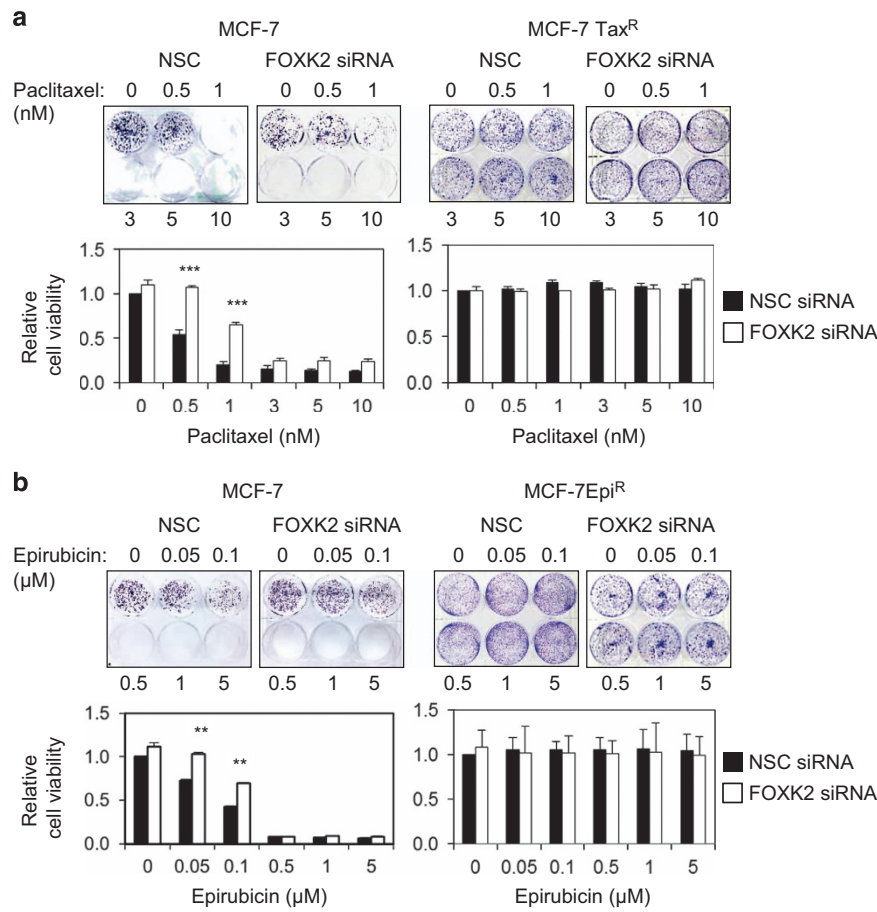 a
MCF-7 MCF-7 Tax^R
NSC FOXK2 siRNA NSC FOXK2 siRNA
Paclitaxel: 0 0.5 1 0 0.5 1 0 0.5 1 0 0.5 1
(nM)
3 5 10 3 5 10 3 5 10 3 5 10
Relative
cell viability
1.5
1.0
0.5
0.0
*** ***
0 0.5 1 3 5 10
Paclitaxel (nM)
1.5
1.0
0.5
0.0
0 0.5 1 3 5 10
Paclitaxel (nM)
NSC siRNA
FOXK2 siRNA
b
MCF-7 MCF-7Epi^R
NSC FOXK2 siRNA NSC FOXK2 siRNA
Epirubicin: 0 0.05 0.1 0 0.05 0.1 0 0.05 0.1 0 0.05 0.1
(µM)
0.5 1 5 0.5 1 5 0.5 1 5 0.5 1 5
Relative
cell viability
1.5
1.0
0.5
0.0
** **
0 0.05 0.1 0.5 1 5
Epirubicin (µM)
1.5
1.0
0.5
0.0
0 0.05 0.1 0.5 1 5
Epirubicin (µM)
NSC siRNA
FOXK2 siRNA